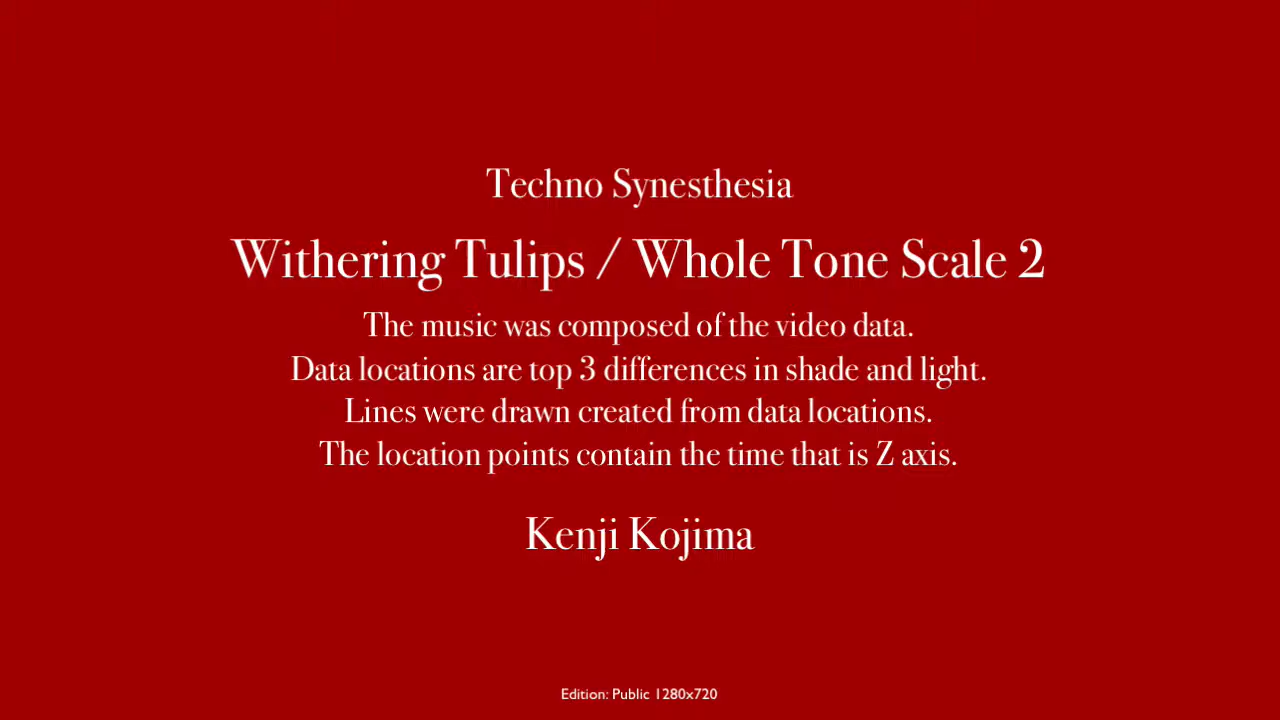 Techno Synesthesia
Withering Tulips / Whole Tone Scale 2
The music was composed of the video data.
Data locations are top 3 differences in shade and light.
Lines were drawn created from data locations.
The location points contain the time that is Z axis.
Kenji Kojima
Edition: Public 1280x720